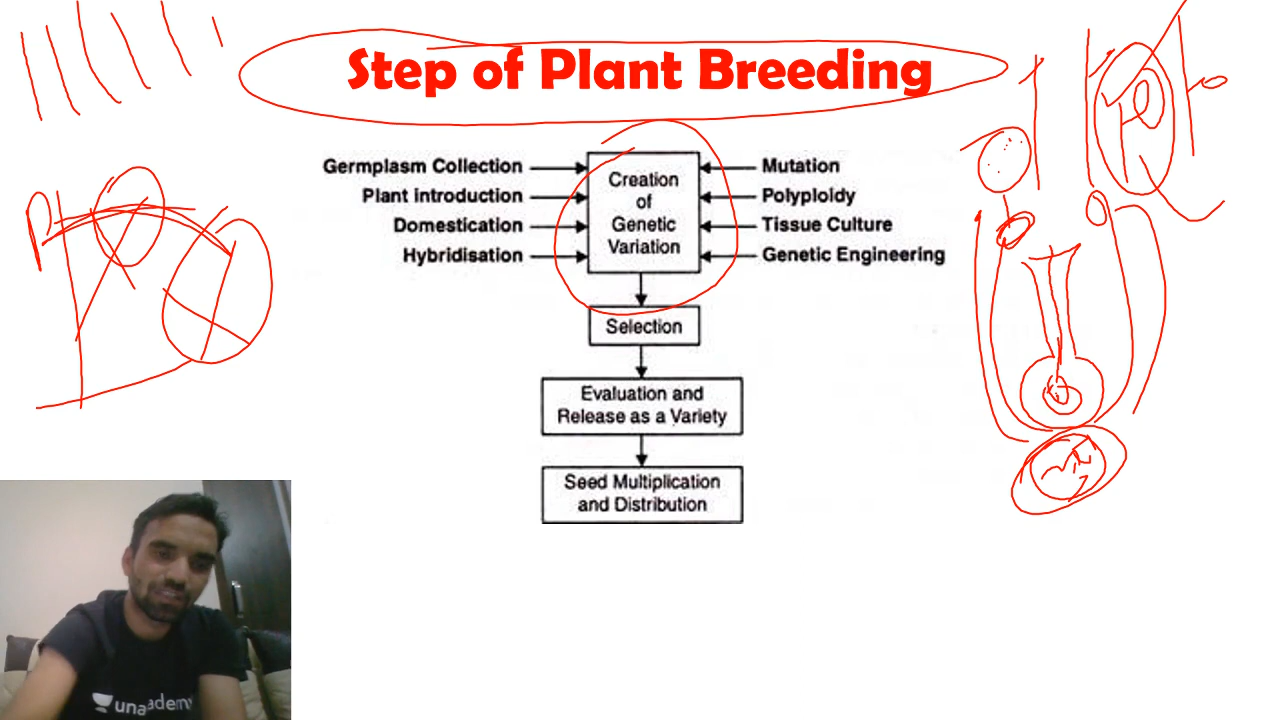 Step of Plant Breeding
Germplasm Collection
Plant introduction
Domestication
Hybridisation
Creation
of
Genetic
Variation
Mutation
Polyploidy
Tissue Culture
Genetic Engineering
Selection
Evaluation and
Release as a Variety
Seed Multiplication
and Distribution
unacademy